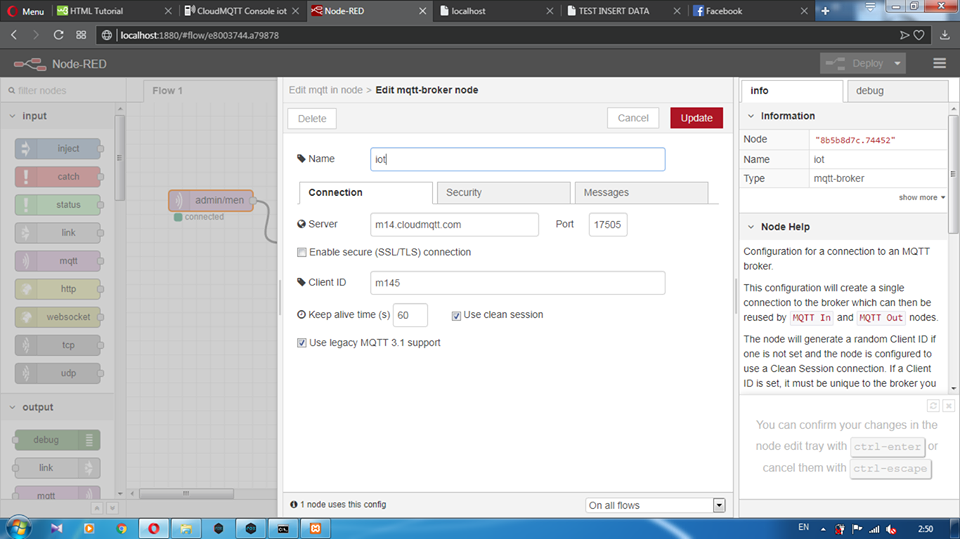 Menu
HTML Tutorial
CloudMQTT Console iot
Node-RED
localhost
TEST INSERT DATA
Facebook
localhost:1880/#flow/e8003744.a79878
Node-RED
Deploy
filter nodes
Flow 1
Edit mqtt in node > Edit mqtt-broker node
info
debug
input
Delete
Cancel
Update
Information
Node
"8b5b8d7c.74452"
Name
iot
Type
mqtt-broker
show more
inject
catch
status
link
mqtt
http
websocket
tcp
udp
output
debug
link
mqtt
admin/men
connected
Name
iot
Connection
Security
Messages
Server
m14.cloudmqtt.com
Port
17505
Enable secure (SSL/TLS) connection
Client ID
m145
Keep alive time (s)
60
Use clean session
Use legacy MQTT 3.1 support
Node Help
Configuration for a connection to an MQTT
broker.
This configuration will create a single
connection to the broker which can then be
reused by MQTT In and MQTT Out nodes.
The node will generate a random Client ID if
one is not set and the node is configured to
use a Clean Session connection. If a Client
ID is set, it must be unique to the broker you
You can confirm your changes in the
node edit tray with ctrl-enter or
cancel them with ctrl-escape
1 node uses this config
On all flows
EN
2:50